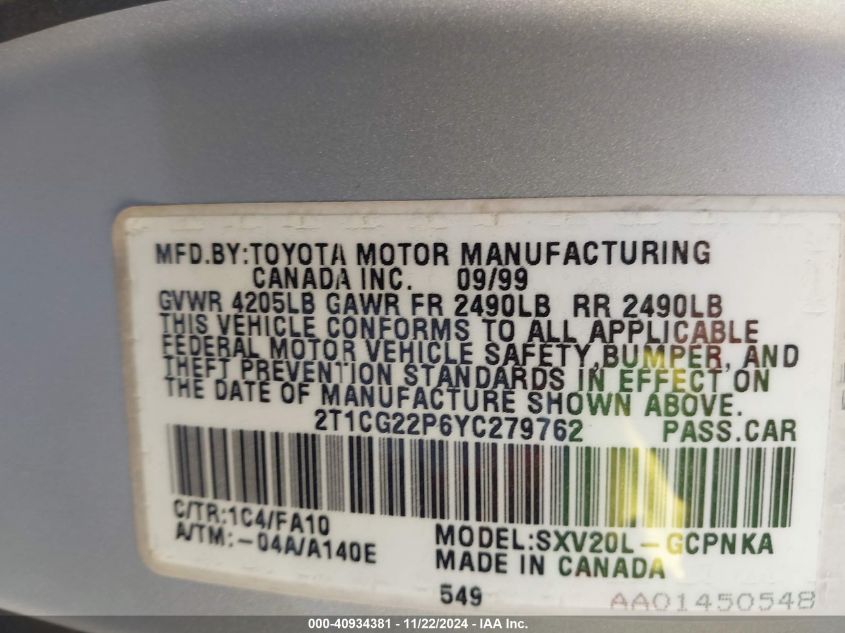 MFD.BY:TOYOTA MOTOR MANUFACTURING
CANADA INC. 09/99
GVWR 4205LB GAWR FR 2490LB RR 2490LB
THIS VEHICLE CONFORMS TO ALL APPLICABLE
FEDERAL MOTOR VEHICLE SAFETY,BUMPER, AND
THEFT PREVENTION STANDARDS IN EFFECT ON
THE DATE OF MANUFACTURE SHOWN ABOVE.
2T1CG22P6YC279762 PASS.CAR
C/TR:1C4/FA10
A/TM:-04A/A140E
MODEL:SXV20L-GCPNKA
MADE IN CANADA
549
AA01450548
000-40934381 - 11/22/2024 - IAA Inc.